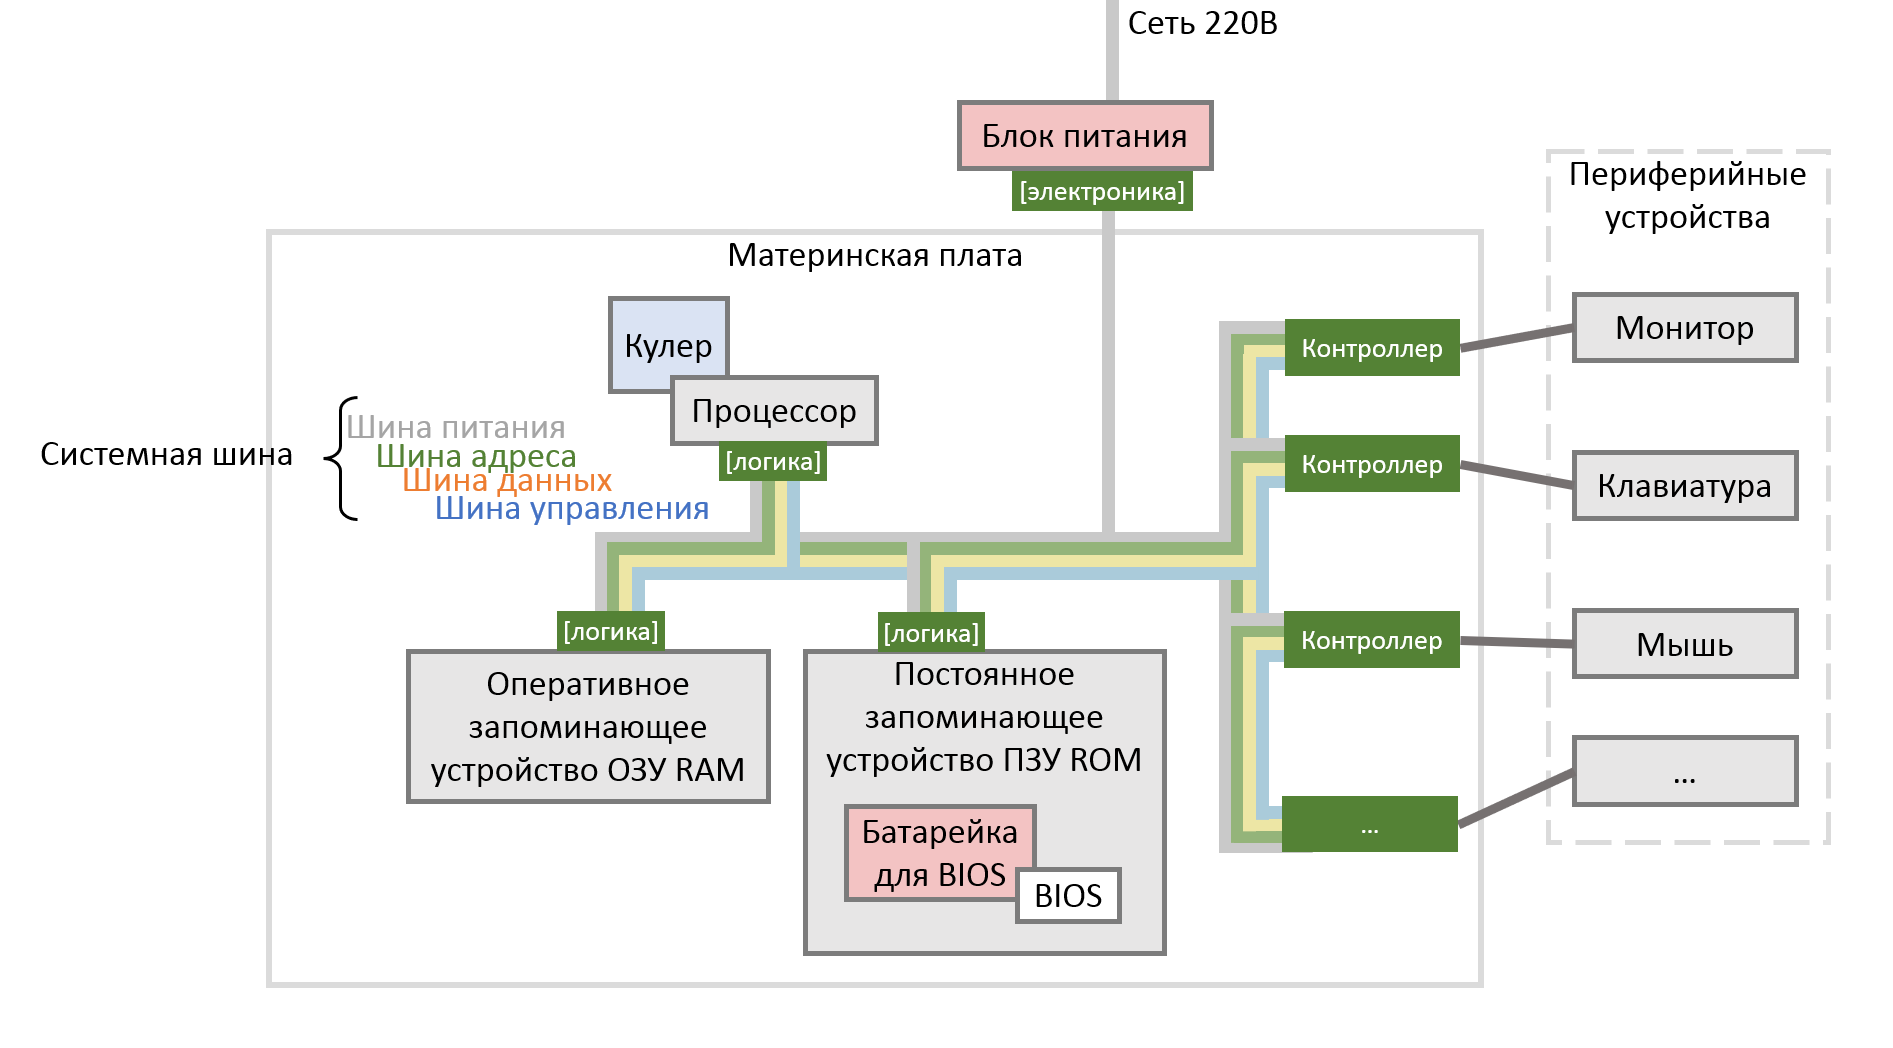 Сеть 220В
Блок питания
[электроника]
Периферийные
устройства
Материнская плата
Кулер
Процессор
[логика]
Системная шина
Шина питания
Шина адреса
Шина данных
Шина управления
Контроллер
Монитор
Контроллер
Клавиатура
[логика]
Оперативное
запоминающее
устройство ОЗУ RAM
[логика]
Постоянное
запоминающее
устройство ПЗУ ROM
Батарейка
для BIOS
BIOS
Контроллер
Мышь
...
...